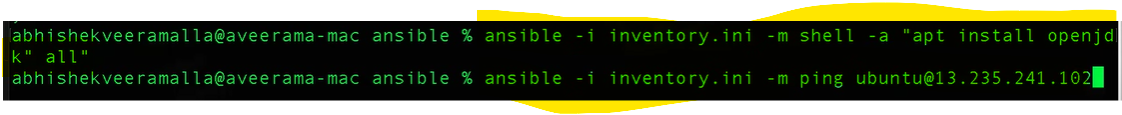 abhishekveeramalla@aveerama-mac ansible % ansible -i inventory.ini -m shell -a "apt install openjd
k" all"
abhishekveeramalla@aveerama-mac ansible % ansible -i inventory.ini -m ping ubuntu@13.235.241.102